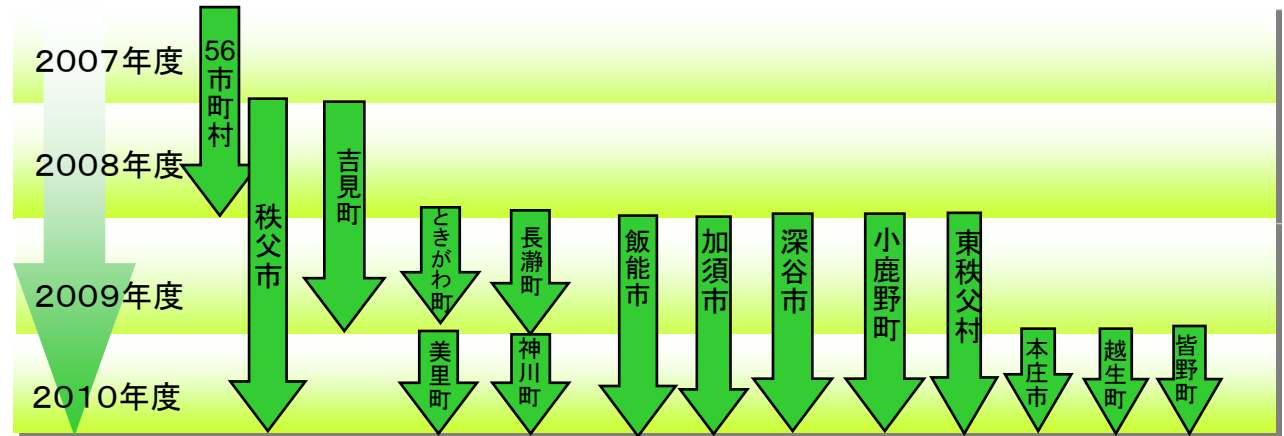 2007年度
56市町村
2008年度
秩父市
吉見町
2009年度
ときがわ町
長瀞町
飯能市
加須市
深谷市
小鹿野町
東秩父村
2010年度
美里町
神川町
本庄市
越生町
皆野町